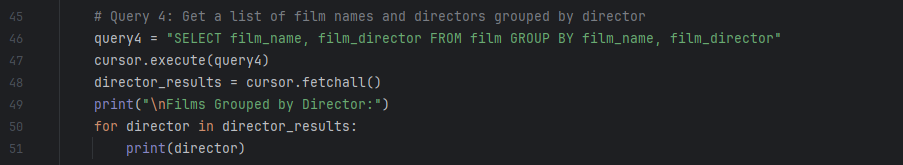 45 # Query 4: Get a list of film names and directors grouped by director
46 query4 = "SELECT film_name, film_director FROM film GROUP BY film_name, film_director"
47 cursor.execute(query4)
48 director_results = cursor.fetchall()
49 print("\nFilms Grouped by Director:")
50 for director in director_results:
51     print(director)